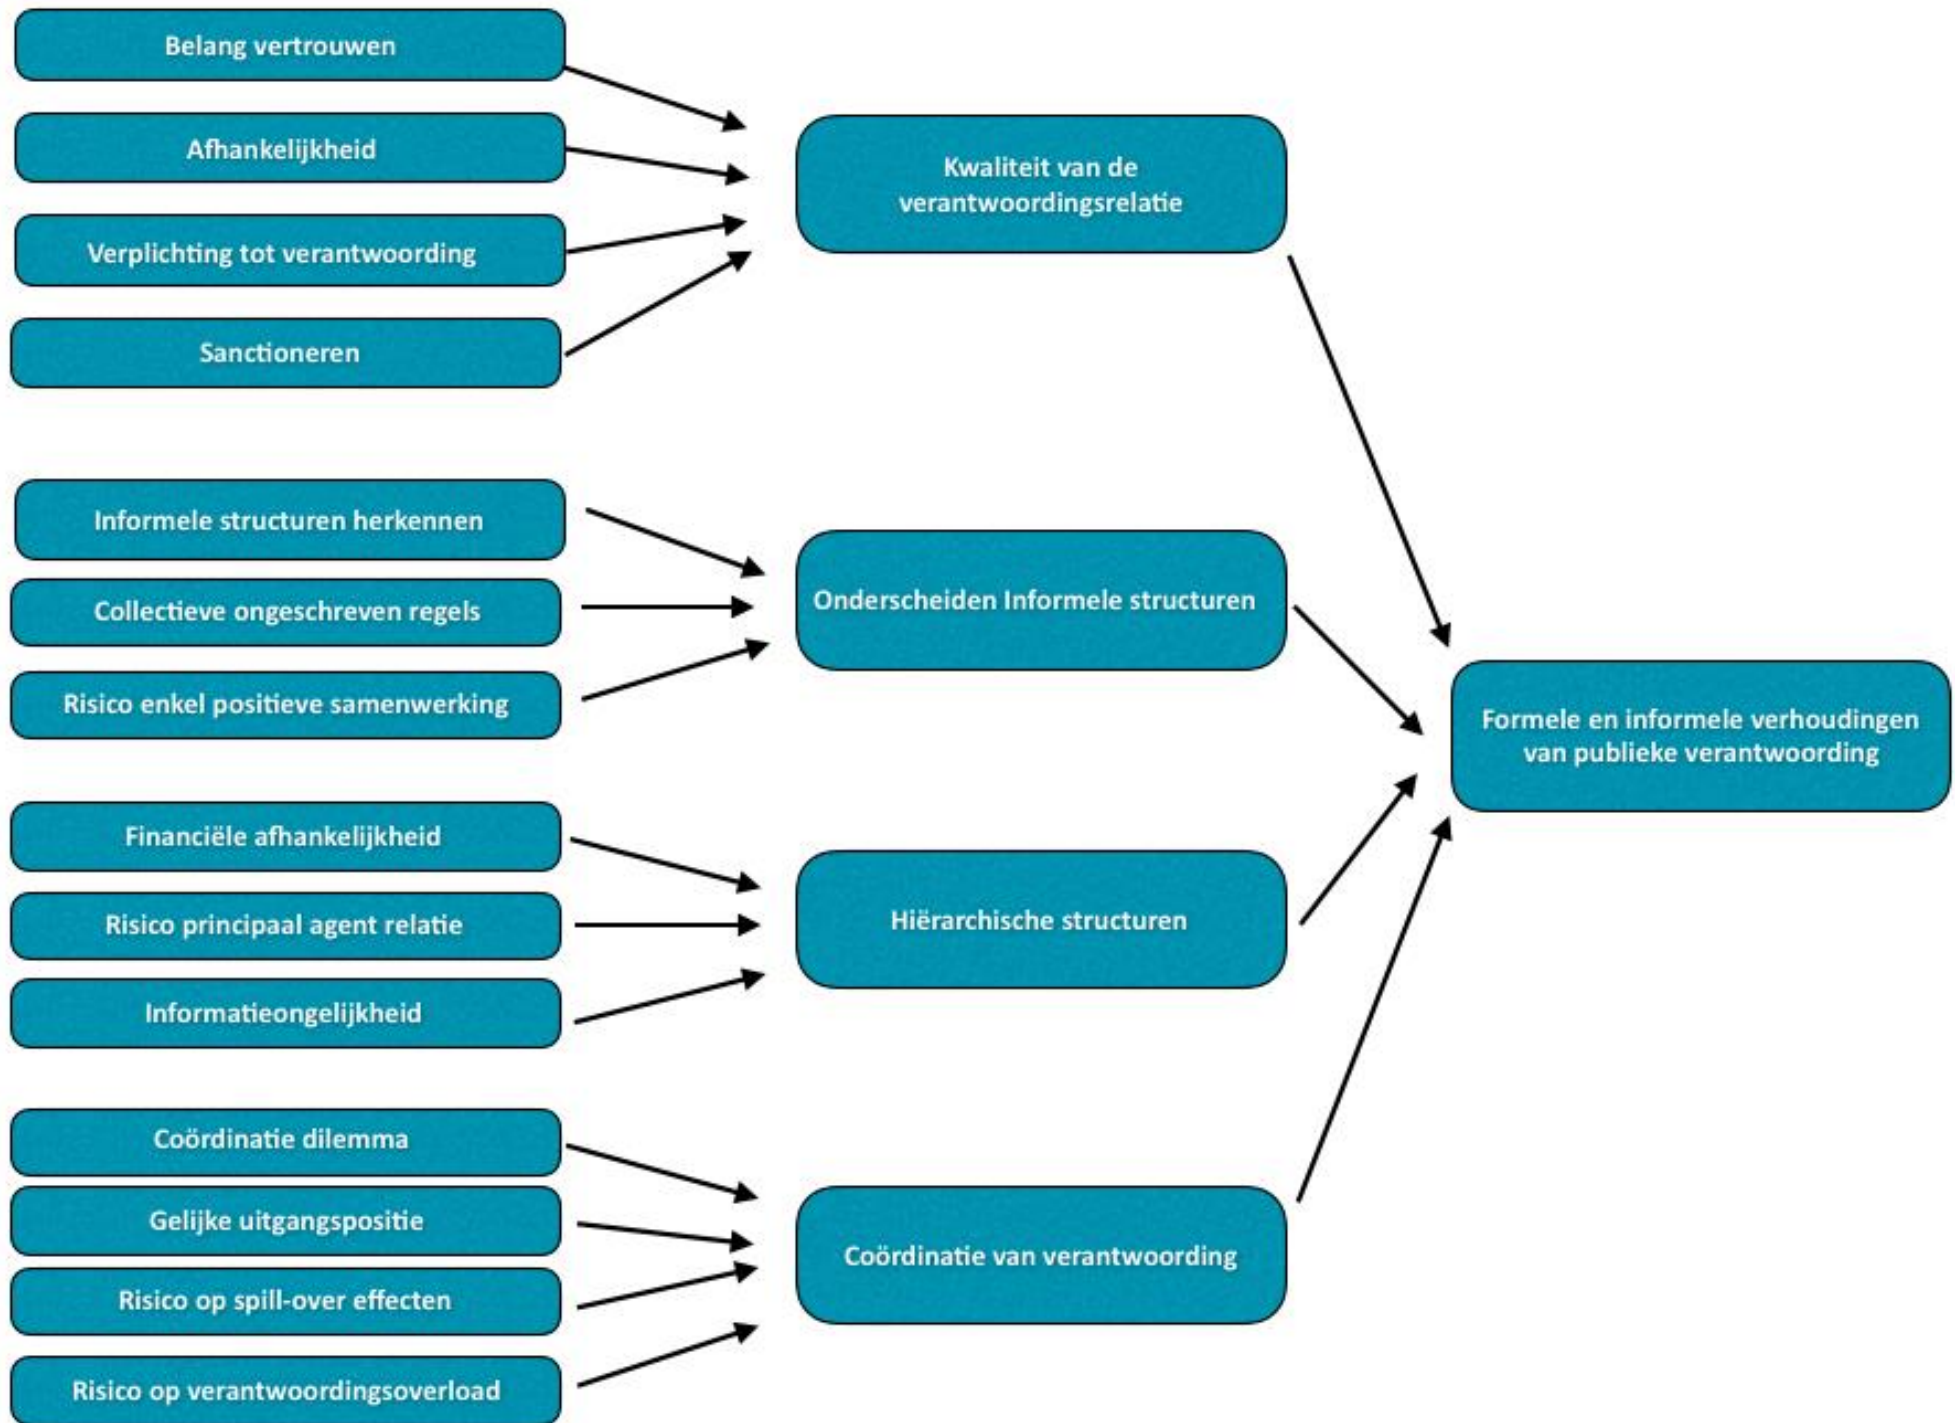 Belang vertrouwen
Afhankelijkheid
Verplichting tot verantwoording
Sanctioneren
Kwaliteit van de
verantwoordingsrelatie
Informele structuren herkennen
Collectieve ongeschreven regels
Risico enkel positieve samenwerking
Onderscheiden Informele structuren
Financiële afhankelijkheid
Risico principaal agent relatie
Informatieongelijkheid
Hiërarchische structuren
Coördinatie dilemma
Gelijke uitgangspositie
Risico op spill-over effecten
Risico op verantwoordingsoverload
Coördinatie van verantwoording
Formele en informele verhoudingen
van publieke verantwoording